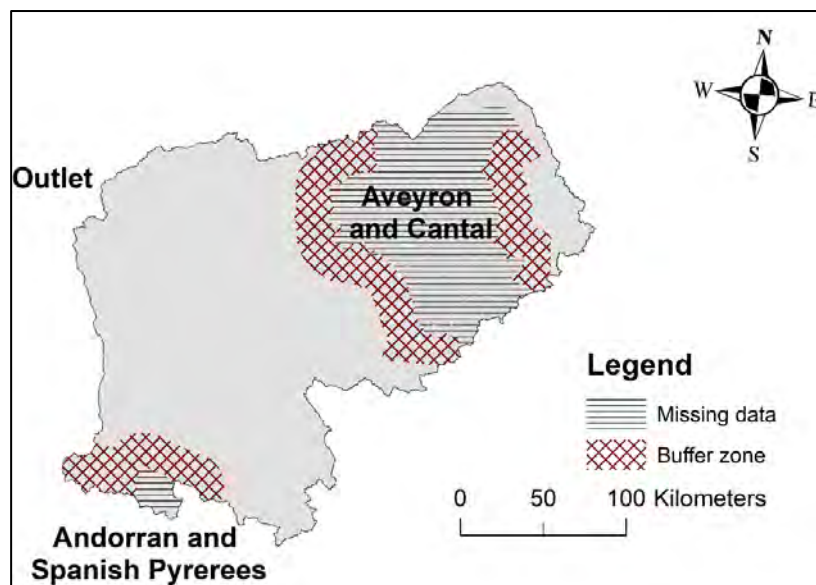 N
W
E
S
Outlet
Aveyron
and Cantal
Legend
Missing data
Buffer zone
0 50 100 Kilometers
Andorran and
Spanish Pyrerees